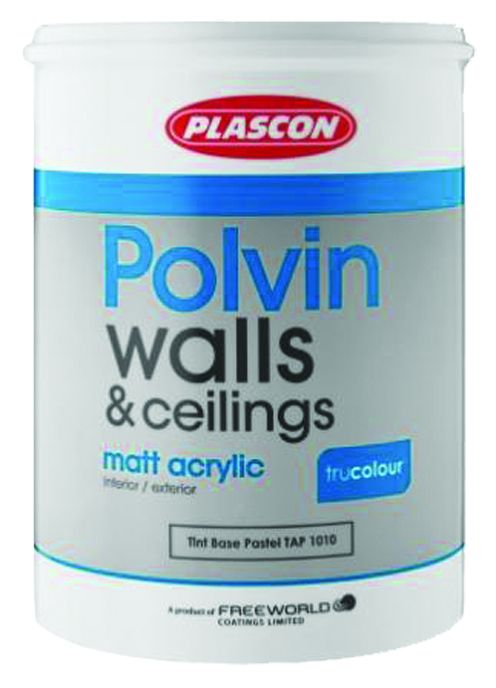 PLASCON
Polvin
walls
& ceilings
matt acrylic
interior / exterior
trucolour
Tint Base Pastel TAP 1010
A product of FREEWORLD
COATINGS LIMITED